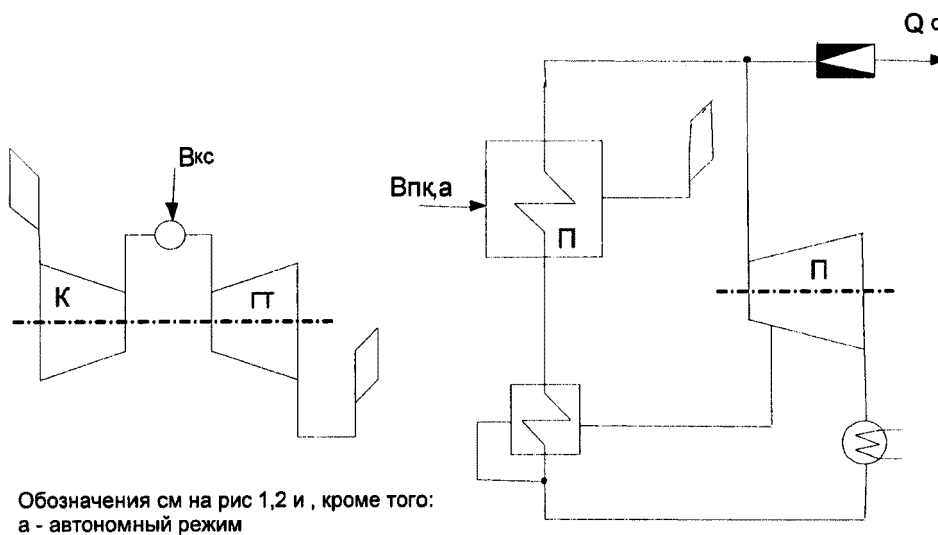 Q о
Вкс
Впк,а
П
П
К
ГТ
Обозначения см на рис 1,2 и , кроме того:
а - автономный режим